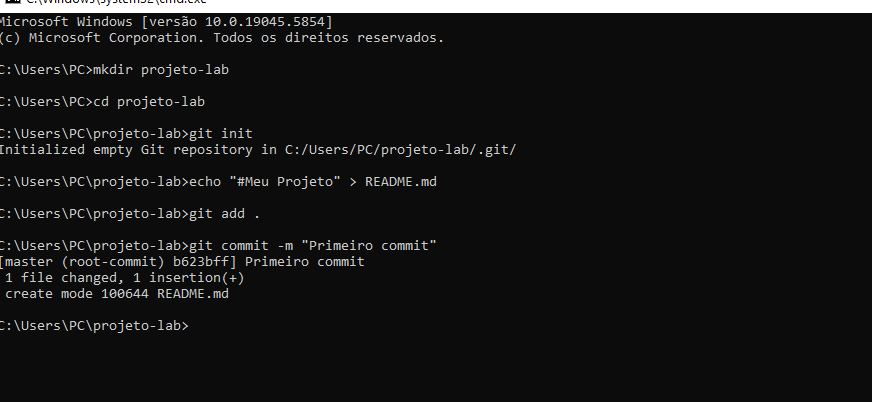 C:\Windows\system32\cmd.exe
Microsoft Windows [versão 10.0.19045.5854]
(c) Microsoft Corporation. Todos os direitos reservados.
C:\Users\PC>mkdir projeto-lab
C:\Users\PC>cd projeto-lab
C:\Users\PC\projeto-lab>git init
Initialized empty Git repository in C:/Users/PC/projeto-lab/.git/
C:\Users\PC\projeto-lab>echo "#Meu Projeto" > README.md
C:\Users\PC\projeto-lab>git add .
C:\Users\PC\projeto-lab>git commit -m "Primeiro commit"
[master (root-commit) b623bff] Primeiro commit
1 file changed, 1 insertion(+)
create mode 100644 README.md
C:\Users\PC\projeto-lab>